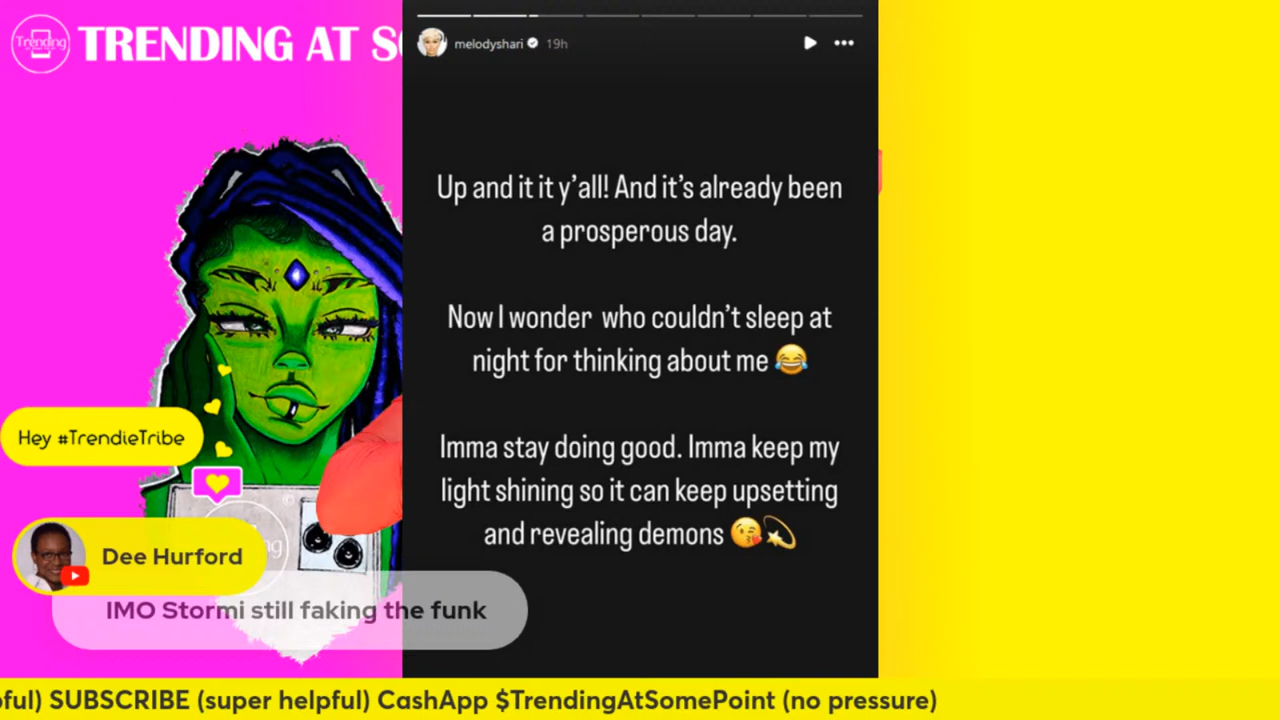 Trending
TRENDING AT S
melodyshari 19h
Up and it it y'all! And it's already been
a prosperous day.
Now I wonder who couldn't sleep at
night for thinking about me 😂
Imma stay doing good. Imma keep my
light shining so it can keep upsetting
and revealing demons 😘💫
Hey #TrendieTribe
Dee Hurford
IMO Stormi still faking the funk
SUBSCRIBE (super helpful) CashApp $TrendingAtSomePoint (no pressure)